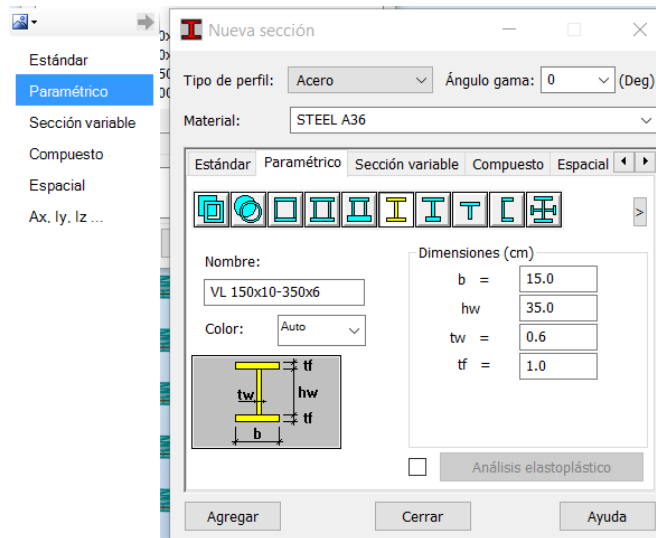 Estándar
Paramétrico
Sección variable
Compuesto
Espacial
Ax, Iy, Iz ...
Nueva sección
Tipo de perfil: Acero Ángulo gama: 0 (Deg)
Material: STEEL A36
Estándar Paramétrico Sección variable Compuesto Espacial
>
Nombre:
VL 150x10-350x6
Color: Auto
tf
tw hw
tf
b
Dimensiones (cm)
b = 15.0
hw 35.0
tw = 0.6
tf = 1.0
Análisis elastoplástico
Agregar Cerrar Ayuda